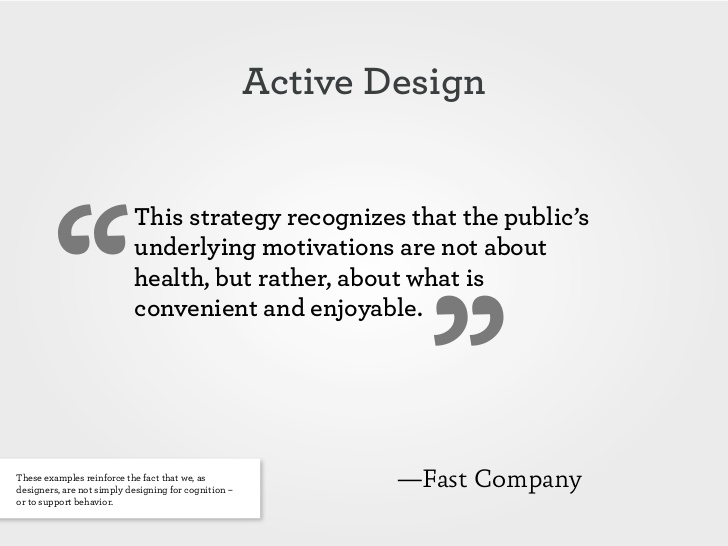 Active Design
“This strategy recognizes that the public’s
underlying motivations are not about
health, but rather, about what is
convenient and enjoyable.”
—Fast Company
These examples reinforce the fact that we, as
designers, are not simply designing for cognition –
or to support behavior.